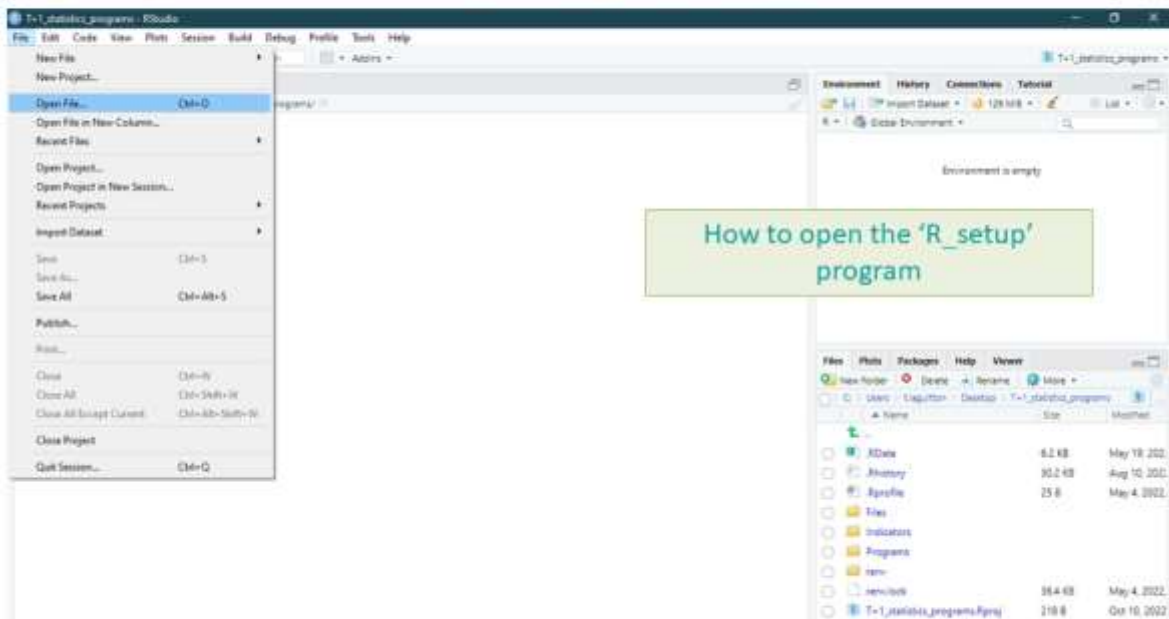 T+1_statistics_programs - RStudio
File Edit Code View Plots Session Build Debug Profile Tools Help
Addins
T+1_statistics_programs
New File
New Project...
Open File... Ctrl+O
Open File in New Column...
Recent Files
Open Project...
Open Project in New Session...
Recent Projects
Import Dataset
Save Ctrl+S
Save As...
Save All Ctrl+Alt+S
Publish...
Print...
Close Ctrl+W
Close All Ctrl+Shift+W
Close All Except Current Ctrl+Alt+Shift+W
Close Project
Quit Session... Ctrl+Q
Environment History Connections Tutorial
Import Dataset 129 MiB List
R Global Environment
Environment is empty
How to open the ‘R_setup’
program
Files Plots Packages Help Viewer
New Folder Delete Rename More
C: Users Desktop T+1_statistics_programs
Name Size Modified
..
.RData 6.2 KB May 19, 202
.Rhistory 30.2 KB Aug 10, 202
.Rprofile 25 B May 4, 2022,
Files
Indicators
Programs
renv
renv.lock 36.4 KB May 4, 2022,
T+1_statistics_programs.Rproj 218 B Oct 10, 2022